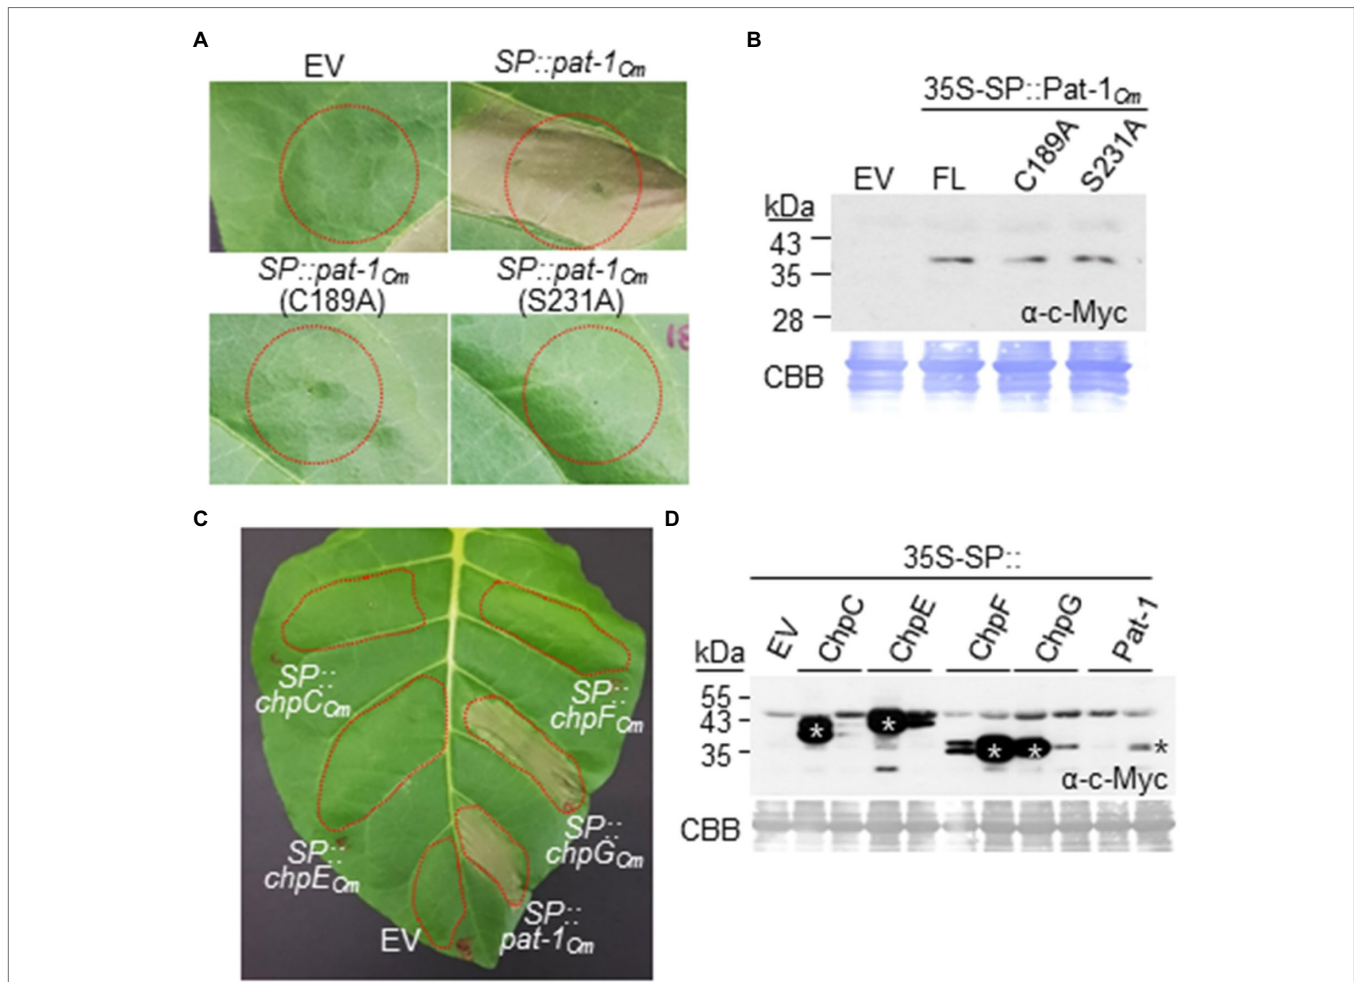 A
EV
SP::pat-1Cm
SP::pat-1Cm
(C189A)
SP::pat-1Cm
(S231A)
18
B
35S-SP::Pat-1Cm
EV
FL
C189A
S231A
kDa
43
35
28
α-c-Myc
CBB
C
SP::
chpCCm
SP::
chpFCm
SP::
chpECm
SP::
chpGCm
EV
SP::
pat-1Cm
D
35S-SP::
EV
ChpC
ChpE
ChpF
ChpG
Pat-1
kDa
55
43
35
*
*
*
*
*
α-c-Myc
CBB